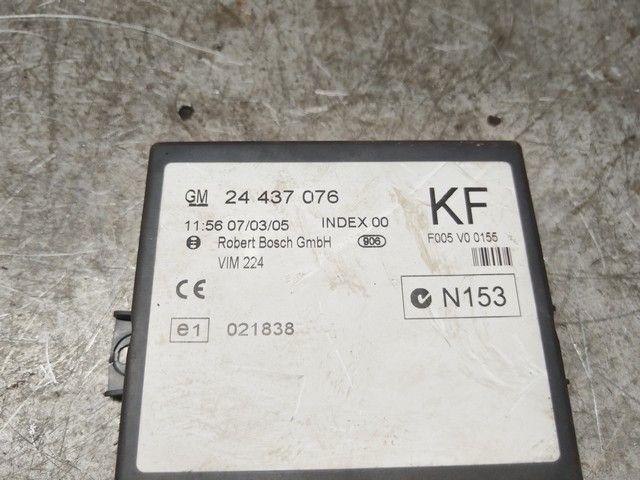 GM 24 437 076
KF
11:56 07/03/05 INDEX 00
F005 V0 0155
Robert Bosch GmbH 906
VIM 224
CE
N153
e1 021838